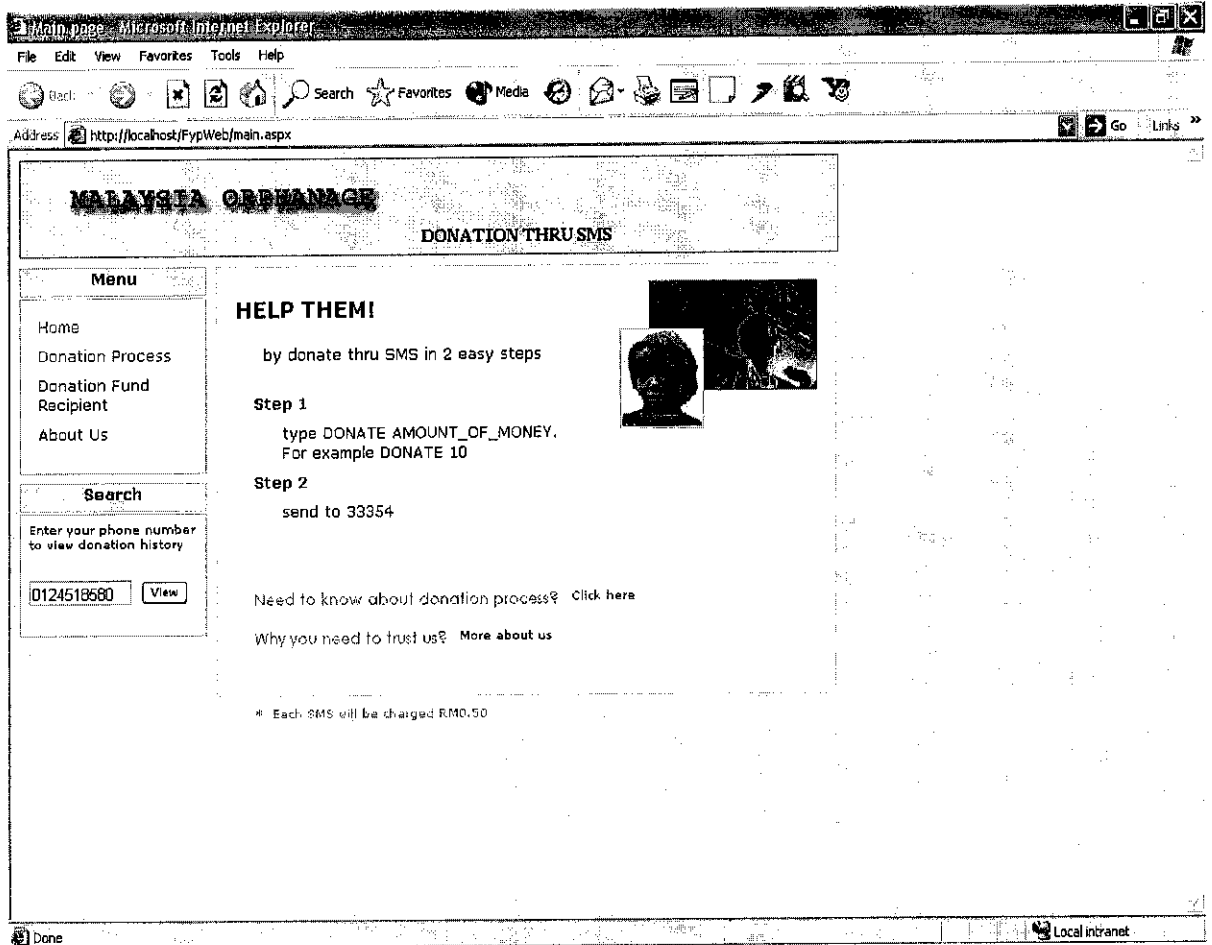 Main page - Microsoft Internet Explorer
File Edit View Favorites Tools Help
Back Search Favorites Media
Address http://localhost/FypWeb/main.aspx Go Links »
MALAYSIA ORPHANAGE
DONATION THRU SMS
Menu
Home
Donation Process
Donation Fund
Recipient
About Us
Search
Enter your phone number
to view donation history
0124518580 View
HELP THEM!
by donate thru SMS in 2 easy steps
Step 1
type DONATE AMOUNT_OF_MONEY.
For example DONATE 10
Step 2
send to 33354
Need to know about donation process? Click here
Why you need to trust us? More about us
* Each SMS will be charged RM0.50
Done Local intranet